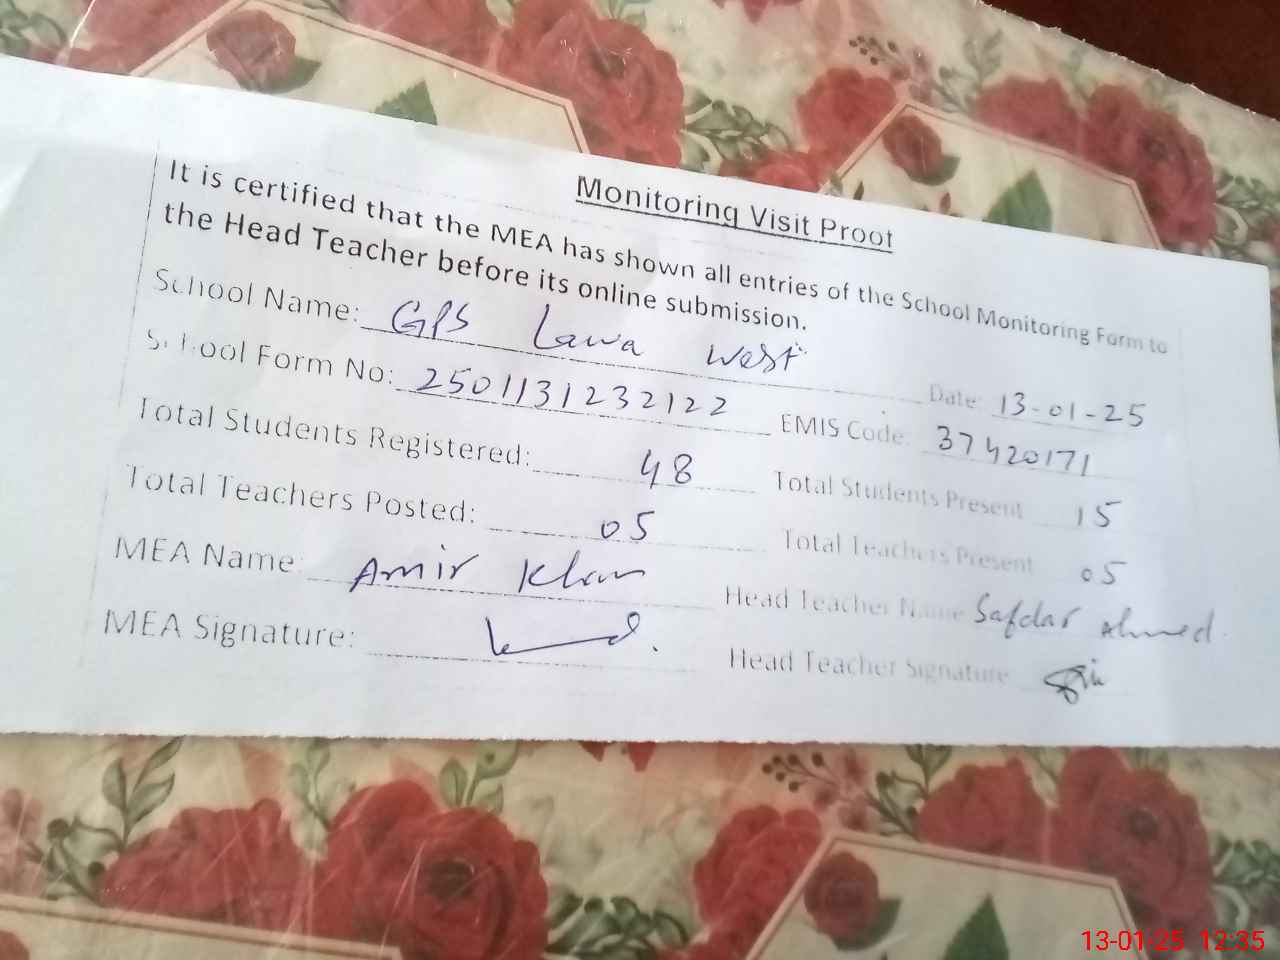 Monitoring Visit Proof
It is certified that the MEA has shown all entries of the School Monitoring Form to
the Head Teacher before its online submission.
School Name: GPS Lawa West Date: 13-01-25
School Form No: 2501131232122 EMIS Code: 37420171
Total Students Registered: 48 Total Students Present 15
Total Teachers Posted: 05 Total Teachers Present 05
MEA Name: Amir Khan Head Teacher Name Safdar Ahmed
MEA Signature: Head Teacher Signature
13-01-25 12:35